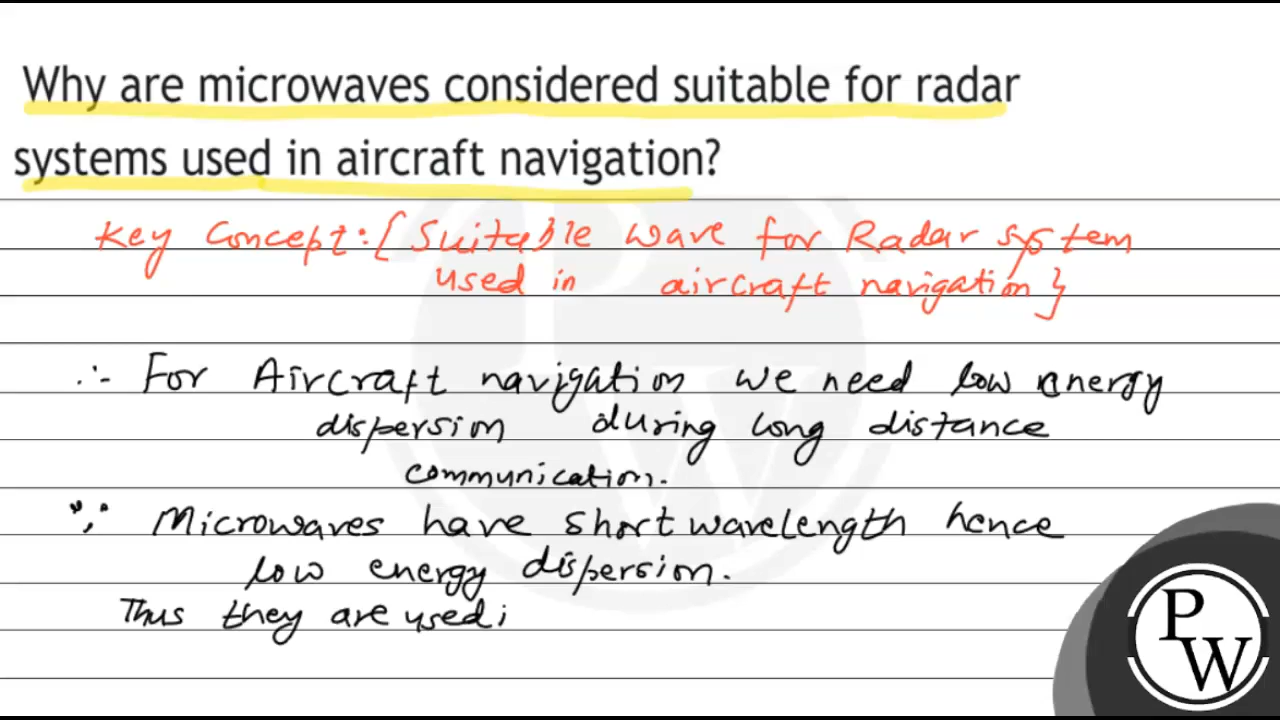 Why are microwaves considered suitable for radar
systems used in aircraft navigation?
Key Concept:[Suitable wave for Radar system
used in aircraft navigation}
∴ For Aircraft navigation we need low energy
dispersion during long distance
communication.
∵ Microwaves have short wavelength hence
low energy dispersion.
Thus they are used i
P
W